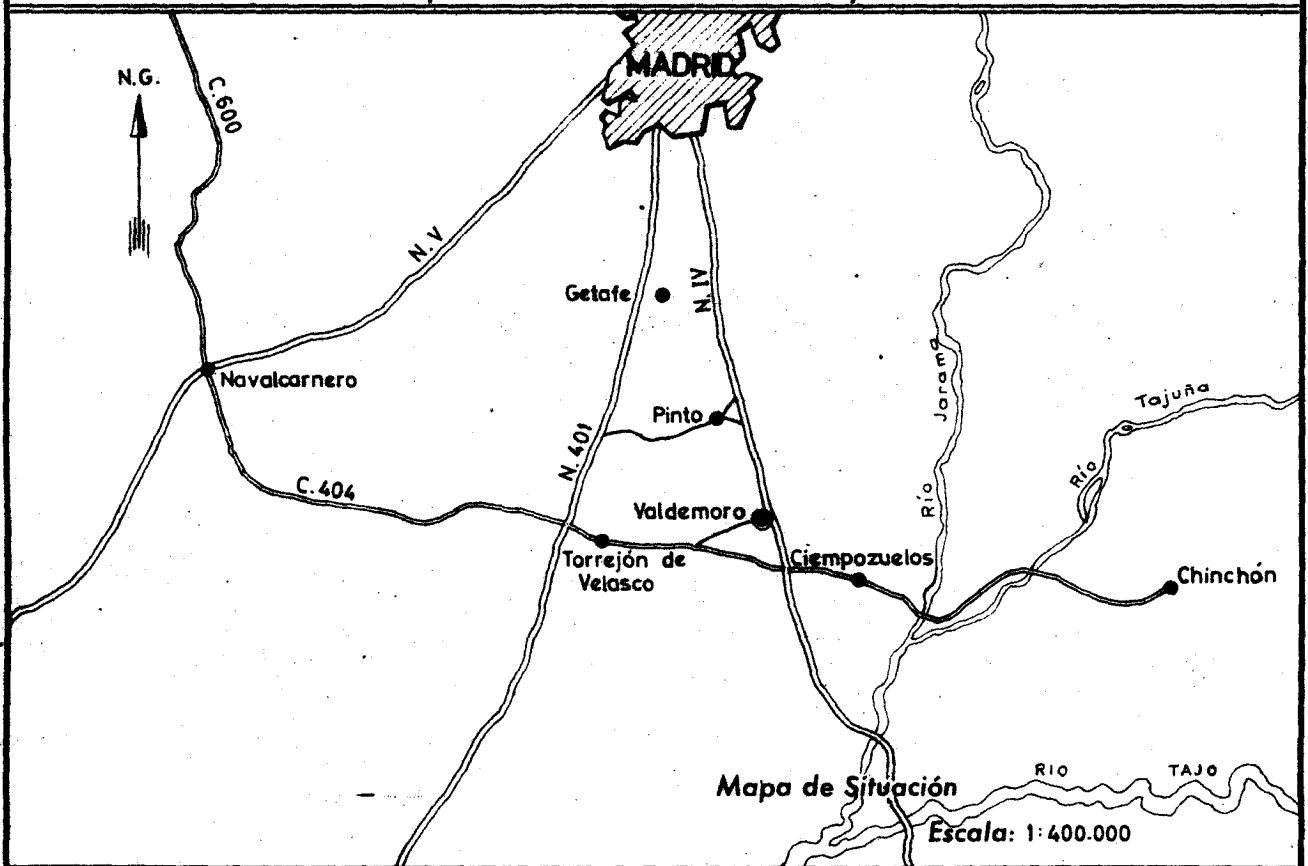 MADRID
N.G.
C.600
N.V
Getafe
N.IV
Navalcarnero
Río Jarama
Pinto
Río Tajuña
N.401
C.404
Valdemoro
Torrejón de
Velasco
Ciempozuelos
Chinchón
Mapa de Situación
RIO TAJO
Escala: 1:400.000